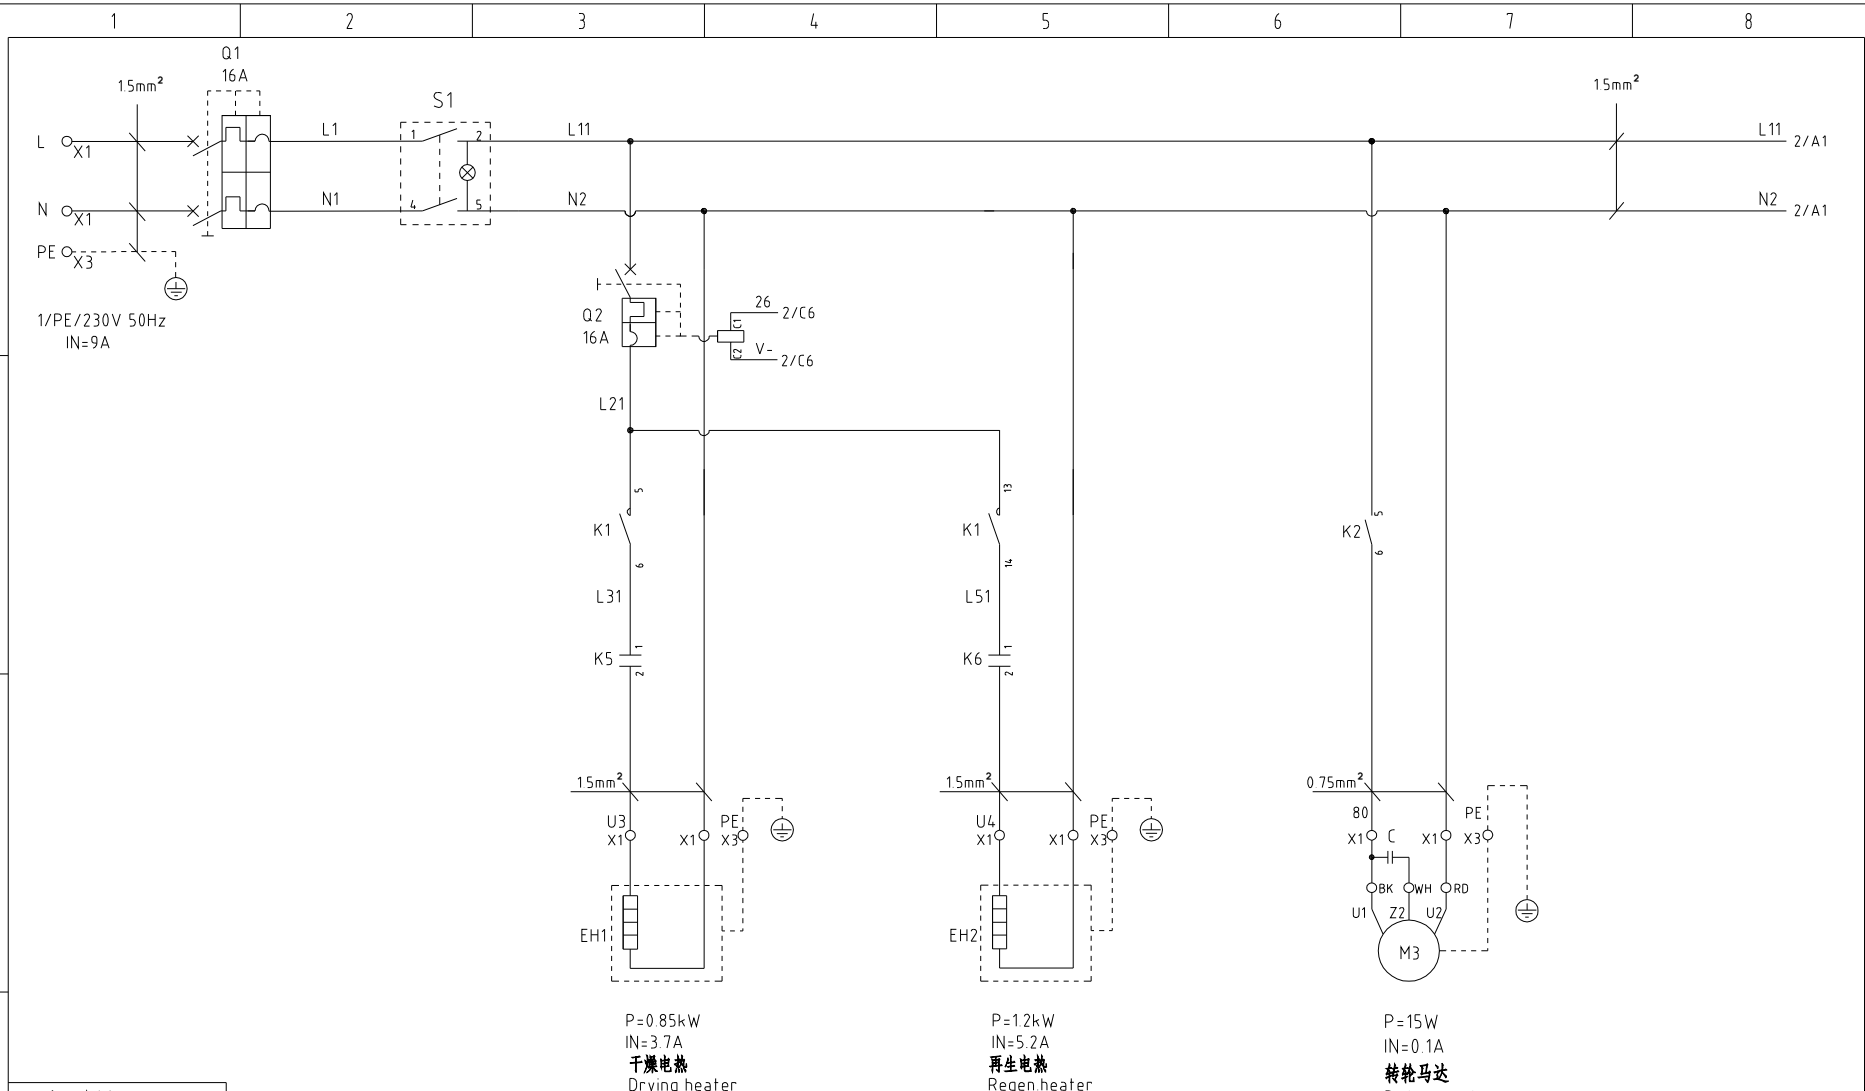 1 2 3 4 5 6 7 8
Q1
16A
1.5mm²
S1
1.5mm²
L X1 L1 1 2 L11 L11 2/A1
N X1 N1 4 5 N2 N2 2/A1
PE X3
1/PE/230V 50Hz
IN=9A
Q2
16A
26 2/C6
C1
C2
V- 2/C6
L21
5 13 5
K1 K1 K2
6 14 6
L31 L51
1 1
K5 K6
2 2
1.5mm² 1.5mm² 0.75mm²
U3 PE U4 PE 80 PE
X1 X1 X3 X1 X1 X3 X1 C X1 X3
BK WH RD
U1 Z2 U2
EH1 EH2 M3
P=0.85kW
IN=3.7A
干燥电热
Drying heater
P=1.2kW
IN=5.2A
再生电热
Regen.heater
P=15W
IN=0.1A
转轮马达